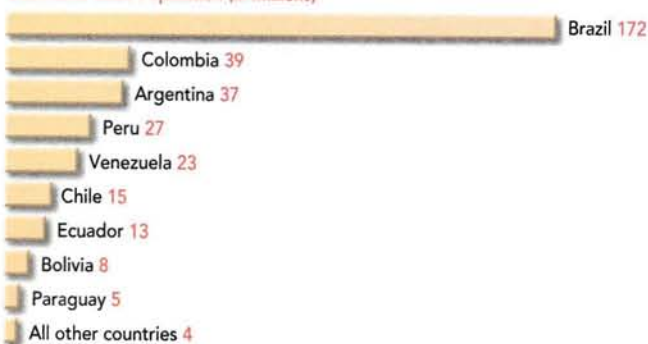 Brazil 172
Colombia 39
Argentina 37
Peru 27
Venezuela 23
Chile 15
Ecuador 13
Bolivia 8
Paraguay 5
All other countries 4